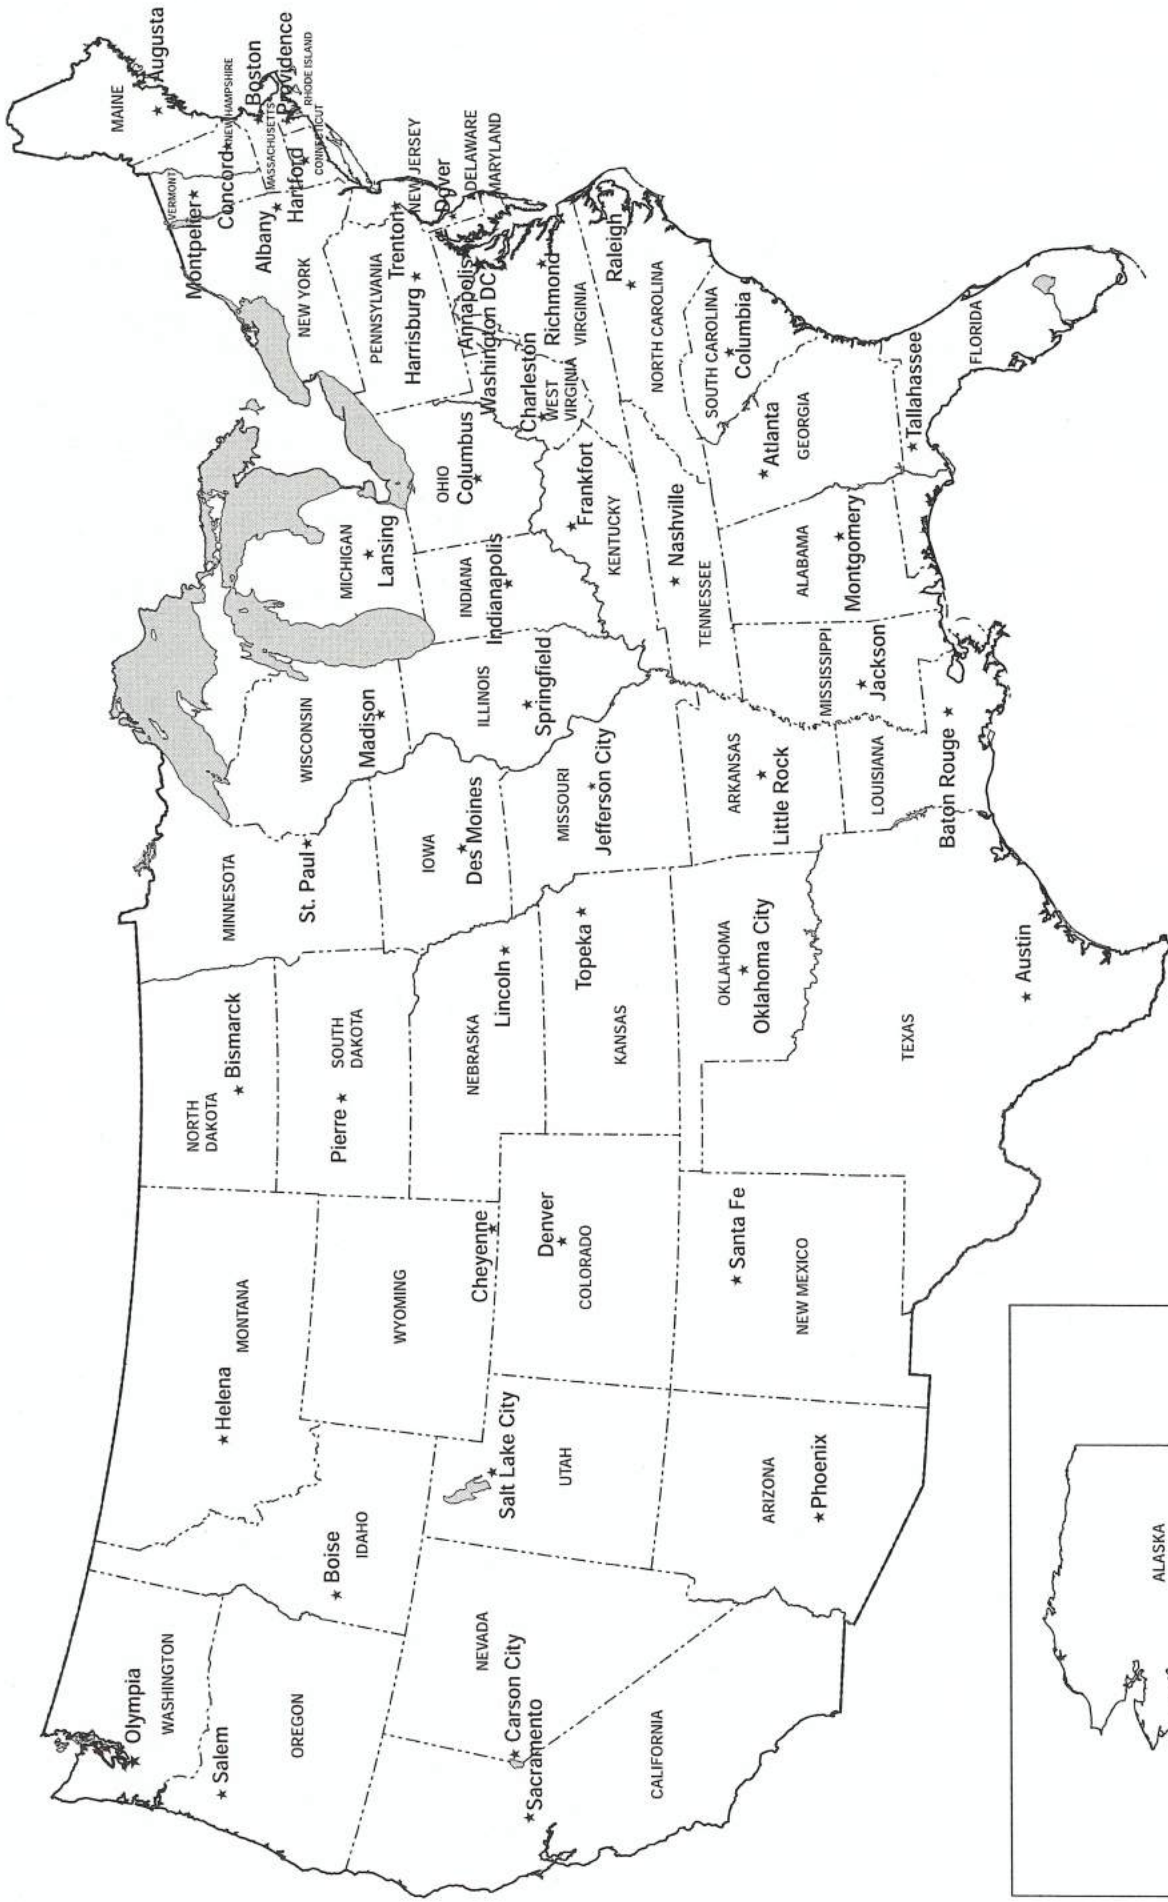 Olympia
WASHINGTON
Salem
OREGON
Boise
IDAHO
Helena
MONTANA
NORTH
DAKOTA
Bismarck
Pierre
SOUTH
DAKOTA
MINNESOTA
St. Paul
WISCONSIN
Madison
MICHIGAN
Lansing
WYOMING
Cheyenne
NEBRASKA
Lincoln
IOWA
Des Moines
ILLINOIS
Springfield
INDIANA
Indianapolis
OHIO
Columbus
PENNSYLVANIA
Harrisburg
NEW YORK
Albany
VERMONT
Montpelier
MAINE
Augusta
Concord
NEW HAMPSHIRE
Boston
MASSACHUSETTS
Providence
RHODE ISLAND
Hartford
CONNECTICUT
Trenton
NEW JERSEY
Dover
DELAWARE
MARYLAND
Annapolis
Washington DC
NEVADA
Carson City
Sacramento
CALIFORNIA
Salt Lake City
UTAH
Denver
COLORADO
KANSAS
Topeka
MISSOURI
Jefferson City
KENTUCKY
Frankfort
Charleston
WEST
VIRGINIA
Richmond
VIRGINIA
ARIZONA
Phoenix
Santa Fe
NEW MEXICO
OKLAHOMA
Oklahoma City
ARKANSAS
Little Rock
Nashville
TENNESSEE
NORTH CAROLINA
Raleigh
SOUTH CAROLINA
Columbia
TEXAS
Austin
LOUISIANA
Baton Rouge
MISSISSIPPI
Jackson
ALABAMA
Montgomery
Atlanta
GEORGIA
Tallahassee
FLORIDA
ALASKA